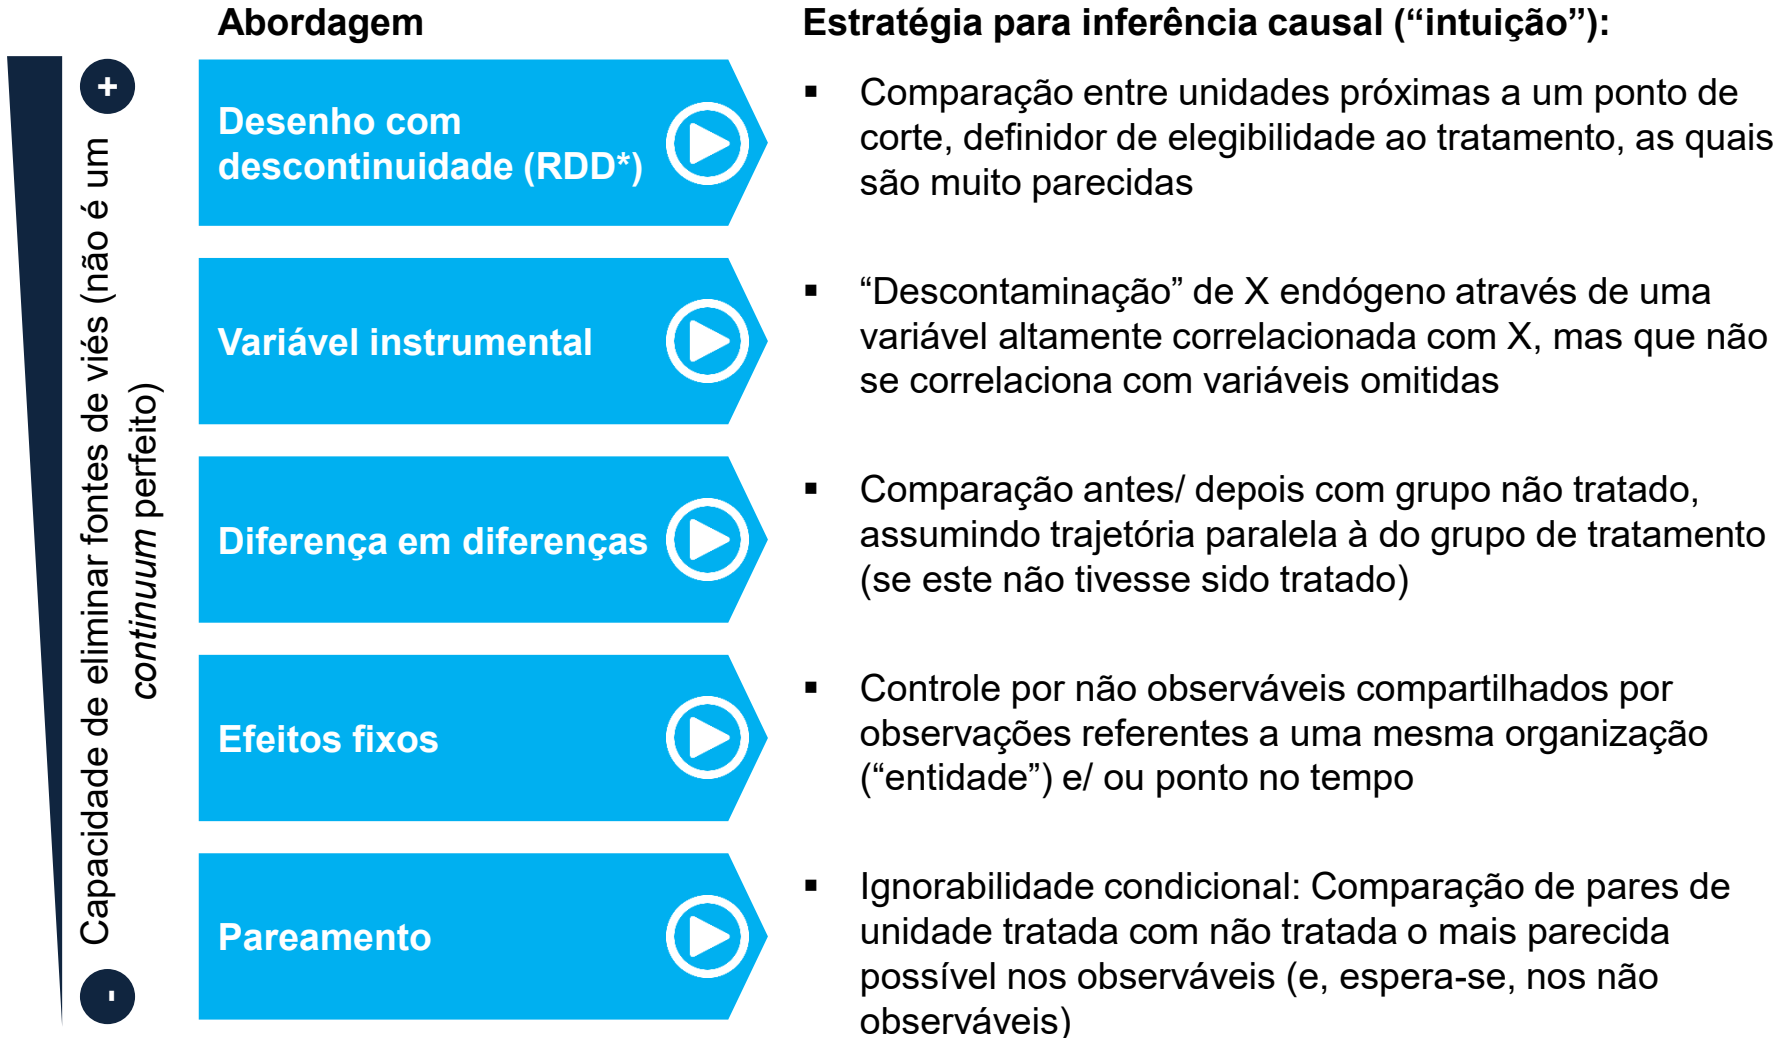 Abordagem
Estratégia para inferência causal (“intuição”):
+
Capacidade de eliminar fontes de viés (não é um
continuum perfeito)
-
Desenho com
descontinuidade (RDD*)
▪ Comparação entre unidades próximas a um ponto de
corte, definidor de elegibilidade ao tratamento, as quais
são muito parecidas
Variável instrumental
▪ “Descontaminação” de X endógeno através de uma
variável altamente correlacionada com X, mas que não
se correlaciona com variáveis omitidas
Diferença em diferenças
▪ Comparação antes/ depois com grupo não tratado,
assumindo trajetória paralela à do grupo de tratamento
(se este não tivesse sido tratado)
Efeitos fixos
▪ Controle por não observáveis compartilhados por
observações referentes a uma mesma organização
(“entidade”) e/ ou ponto no tempo
Pareamento
▪ Ignorabilidade condicional: Comparação de pares de
unidade tratada com não tratada o mais parecida
possível nos observáveis (e, espera-se, nos não
observáveis)